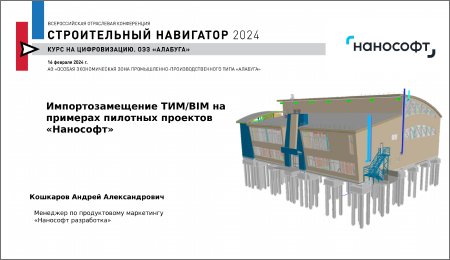 ВСЕРОССИЙСКАЯ ОТРАСЛЕВАЯ КОНФЕРЕНЦИЯ
СТРОИТЕЛЬНЫЙ НАВИГАТОР 2024
КУРС НА ЦИФРОВИЗАЦИЮ. ОЭЗ «АЛАБУГА»
14 февраля 2024 г.
АО «ОСОБАЯ ЭКОНОМИЧЕСКАЯ ЗОНА ПРОМЫШЛЕННО-ПРОИЗВОДСТВЕННОГО ТИПА «АЛАБУГА»
НАНОСОФТ
Импортозамещение ТИМ/BIM на
примерах пилотных проектов
«Нанософт»
Кошкаров Андрей Александрович
Менеджер по продуктовому маркетингу
«Нанософт разработка»